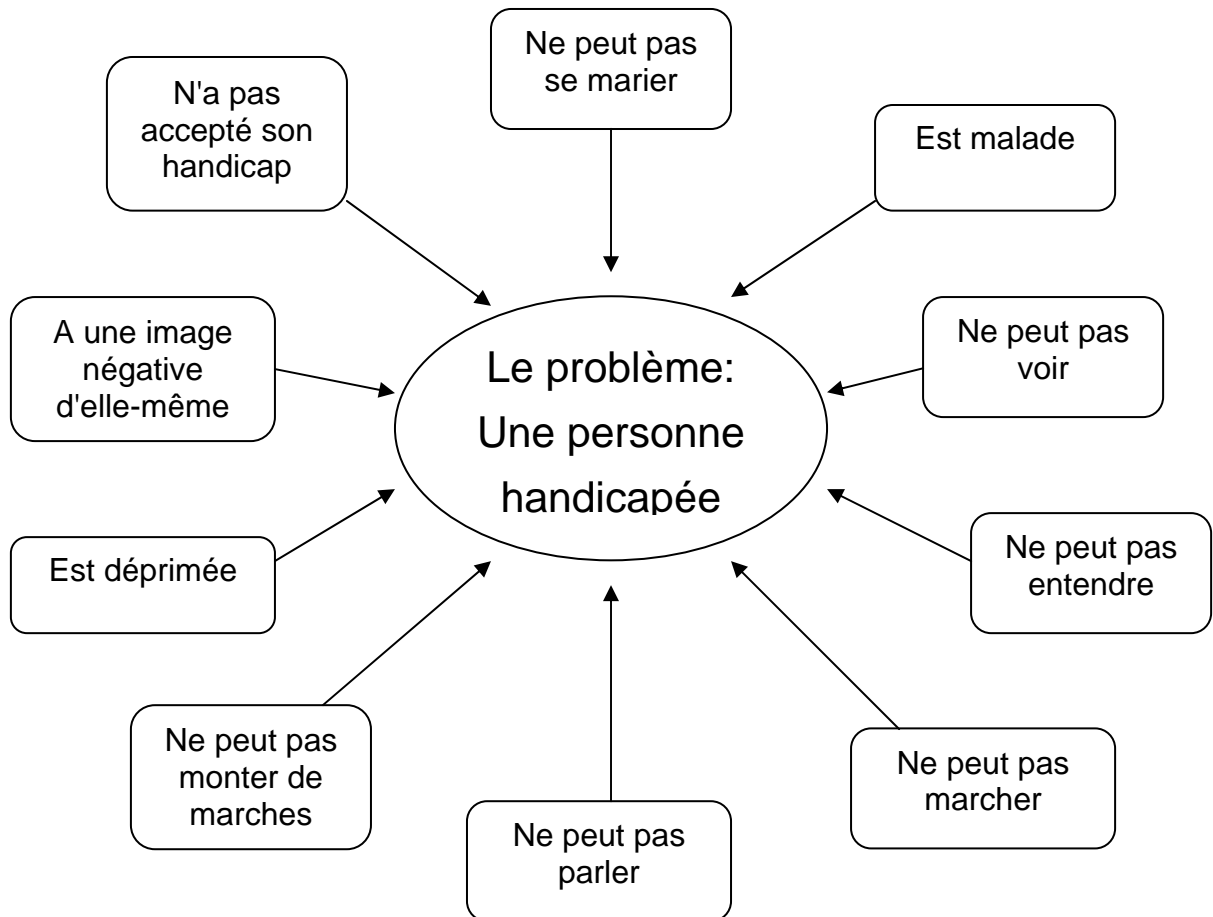 Ne peut pas
se marier
N'a pas
accepté son
handicap
Est malade
A une image
négative
d'elle-même
Le problème:
Une personne
handicapée
Ne peut pas
voir
Est déprimée
Ne peut pas
entendre
Ne peut pas
monter de
marches
Ne peut pas
parler
Ne peut pas
marcher